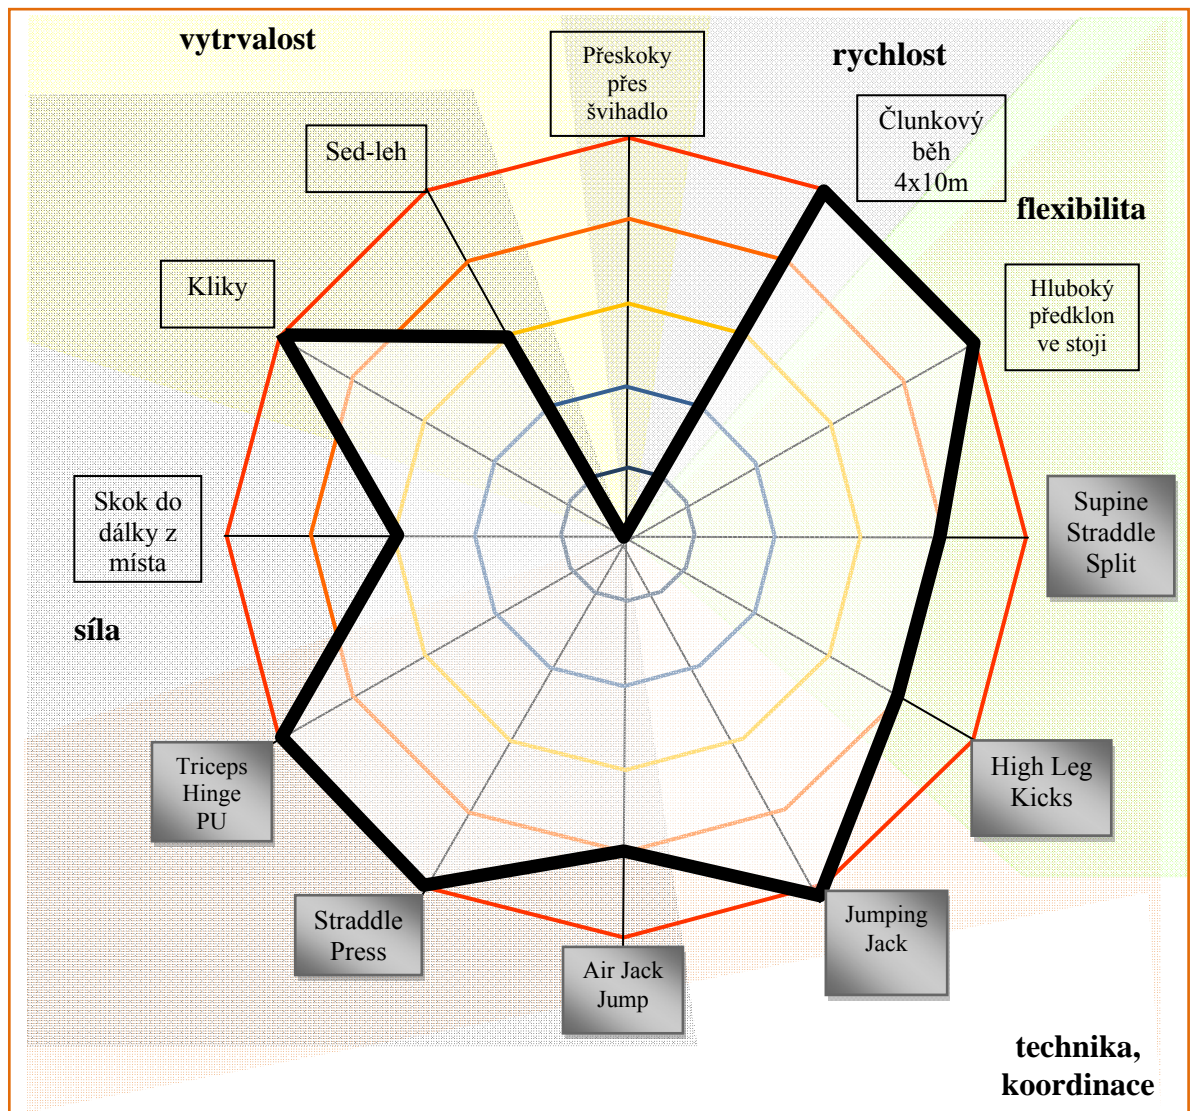 vytrvalost
rychlost
Přeskoky
přes
švihadlo
Člunkový
běh
4x10m
Sed-leh
flexibilita
Kliky
Hluboký
předklon
ve stoji
Skok do
dálky z
místa
Supine
Straddle
Split
síla
Triceps
Hinge
PU
High Leg
Kicks
Straddle
Press
Jumping
Jack
Air Jack
Jump
technika,
koordinace